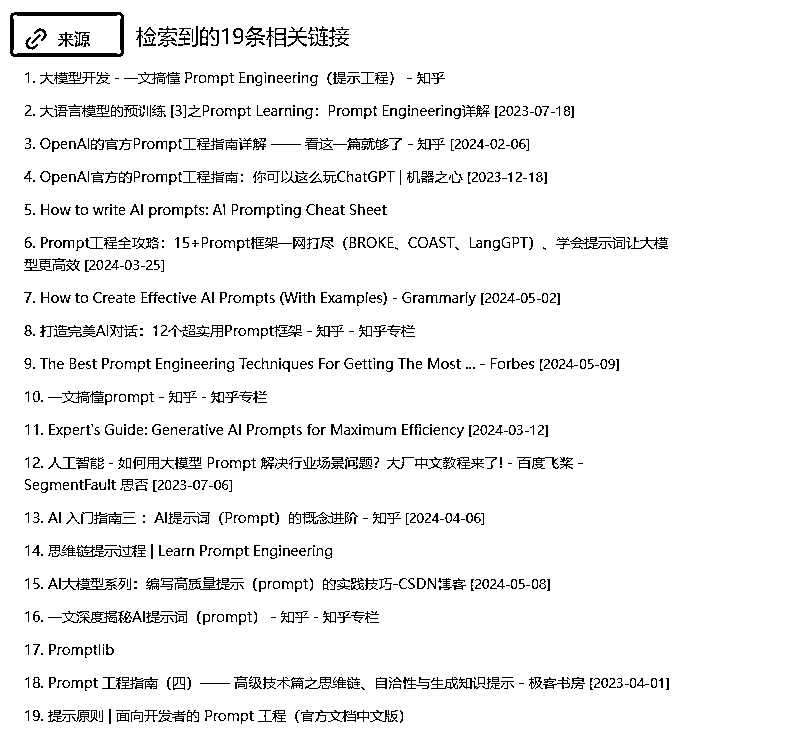 来源 检索到的19条相关链接
1. 大模型开发 - 一文搞懂 Prompt Engineering（提示工程） - 知乎
2. 大语言模型的预训练 [3]之Prompt Learning：Prompt Engineering详解 [2023-07-18]
3. OpenAI的官方Prompt工程指南详解 —— 看这一篇就够了 - 知乎 [2024-02-06]
4. OpenAI官方的Prompt工程指南：你可以这么玩ChatGPT | 机器之心 [2023-12-18]
5. How to write AI prompts: AI Prompting Cheat Sheet
6. Prompt工程全攻略：15+Prompt框架一网打尽（BROKE、COAST、LangGPT）、学会提示词让大模
型更高效 [2024-03-25]
7. How to Create Effective AI Prompts (With Examples) - Grammarly [2024-05-02]
8. 打造完美AI对话：12个超实用Prompt框架 - 知乎 - 知乎专栏
9. The Best Prompt Engineering Techniques For Getting The Most ... - Forbes [2024-05-09]
10. 一文搞懂prompt - 知乎 - 知乎专栏
11. Expert's Guide: Generative AI Prompts for Maximum Efficiency [2024-03-12]
12. 人工智能 - 如何用大模型 Prompt 解决行业场景问题？大厂中文教程来了! - 百度飞桨 -
SegmentFault 思否 [2023-07-06]
13. AI 入门指南三 ：AI提示词（Prompt）的概念进阶 - 知乎 [2024-04-06]
14. 思维链提示过程 | Learn Prompt Engineering
15. AI大模型系列：编写高质量提示（prompt）的实践技巧-CSDN博客 [2024-05-08]
16. 一文深度揭秘AI提示词（prompt） - 知乎 - 知乎专栏
17. Promptlib
18. Prompt 工程指南（四）—— 高级技术篇之思维链、自洽性与生成知识提示 - 极客书房 [2023-04-01]
19. 提示原则 | 面向开发者的 Prompt 工程（官方文档中文版）